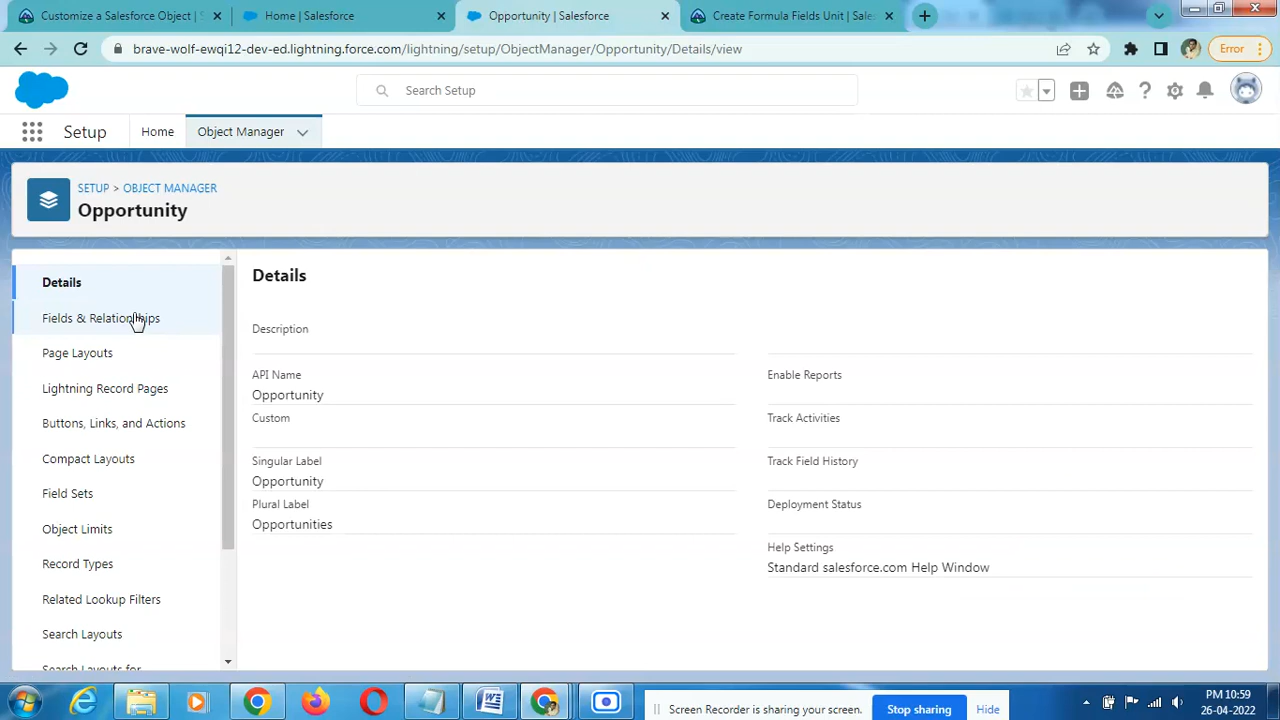 Customize a Salesforce Object | S
Home | Salesforce
Opportunity | Salesforce
Create Formula Fields Unit | Sales
brave-wolf-ewqi12-dev-ed.lightning.force.com/lightning/setup/ObjectManager/Opportunity/Details/view
Error
Search Setup
Setup
Home
Object Manager
SETUP > OBJECT MANAGER
Opportunity
Details
Fields & Relationships
Page Layouts
Lightning Record Pages
Buttons, Links, and Actions
Compact Layouts
Field Sets
Object Limits
Record Types
Related Lookup Filters
Search Layouts
Search Layouts for
Details
Description
API Name
Opportunity
Custom
Singular Label
Opportunity
Plural Label
Opportunities
Enable Reports
Track Activities
Track Field History
Deployment Status
Help Settings
Standard salesforce.com Help Window
Screen Recorder is sharing your screen.
Stop sharing
Hide
PM 10:59
26-04-2022